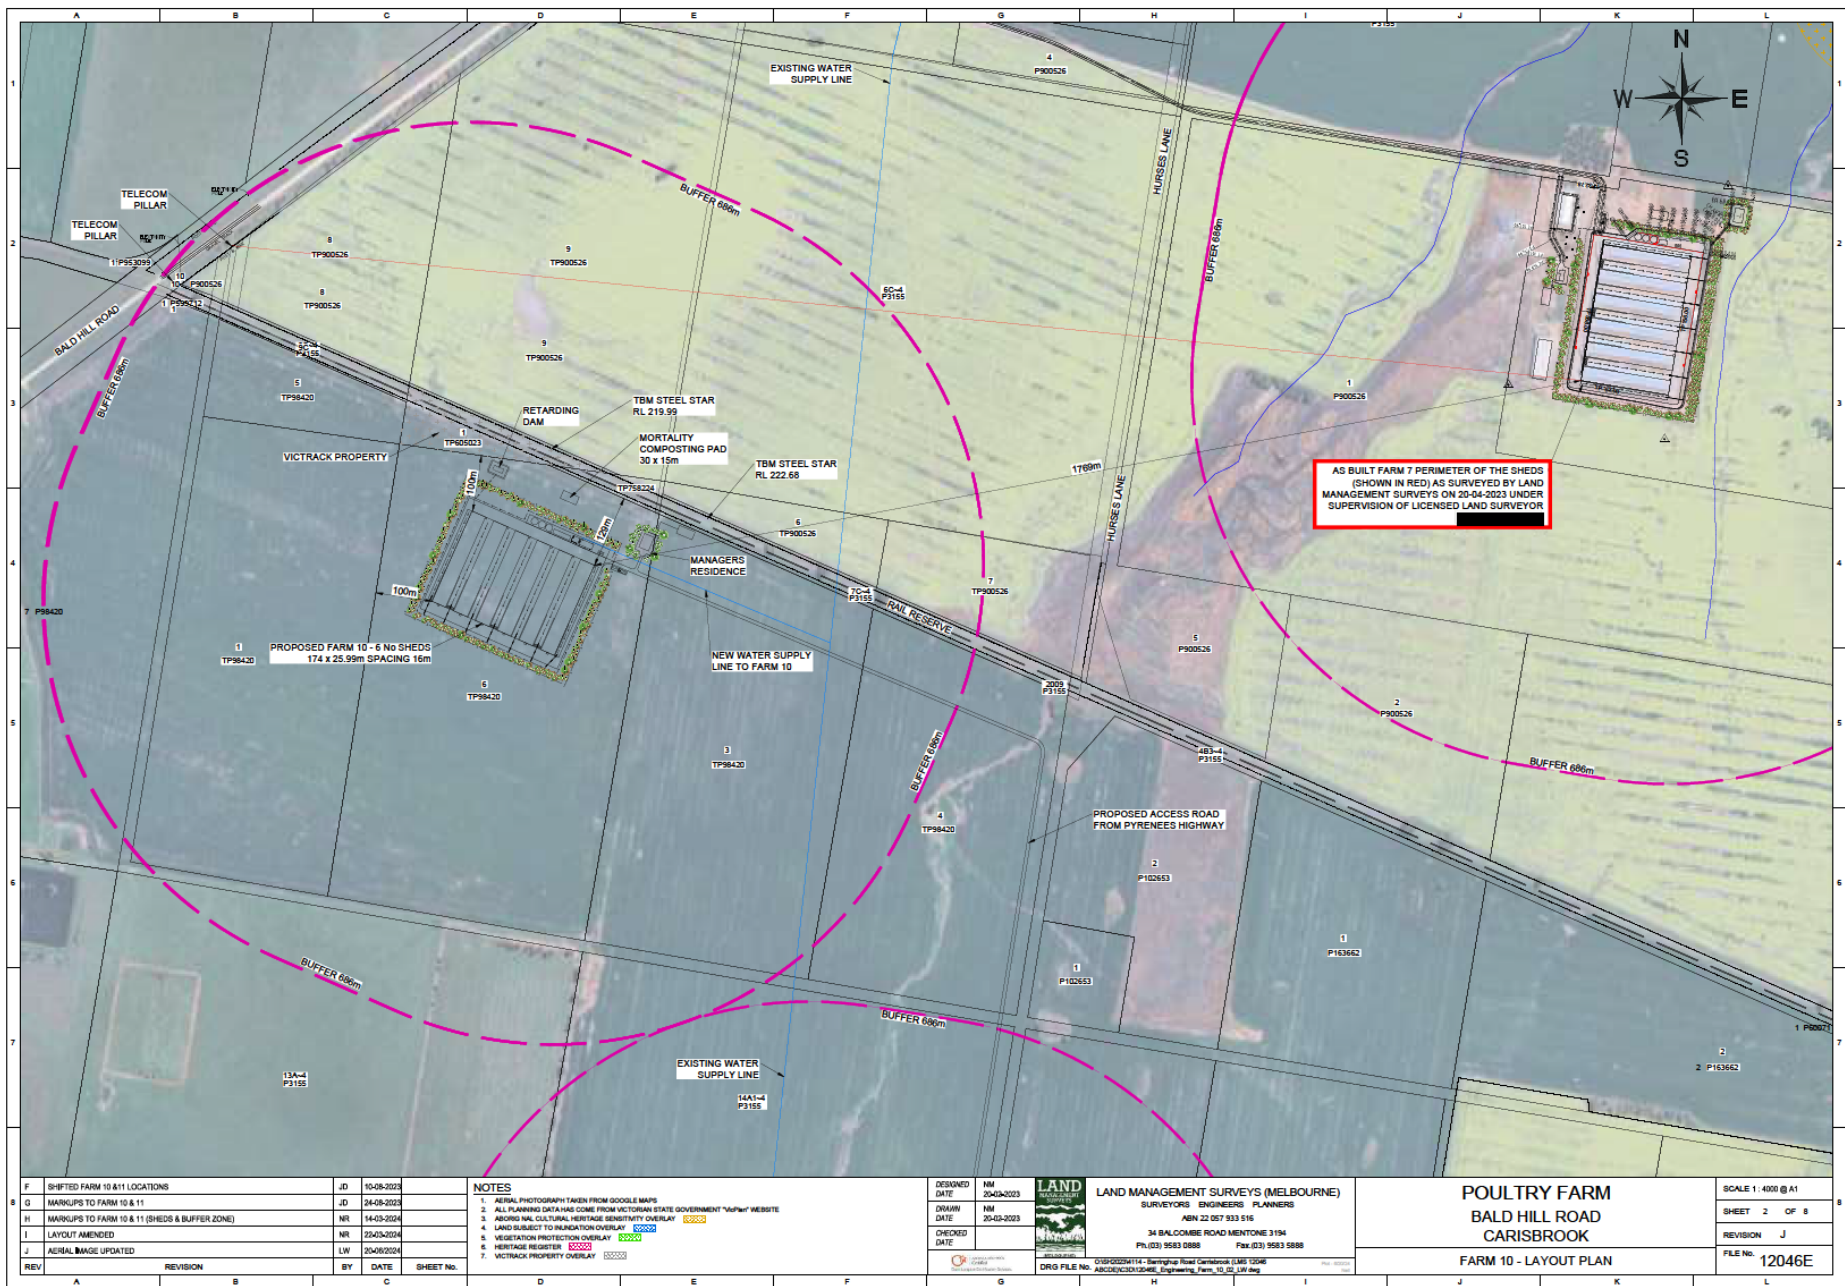 A B C D E F G H I J K L
1
2
3
4
5
6
7
8
N
W E
S
EXISTING WATER
SUPPLY LINE
4
P900526
P3155
HURSES LANE
BUFFER 686m
BUFFER 686m
TELECOM
PILLAR
TELECOM
PILLAR
8
TP900526
9
TP900526
8
TP900526
10
P900526
1
BALD HILL ROAD
6C~4
P3155
9
TP900526
P3155
5
TP98420
BUFFER 686m
1
P900526
RETARDING
DAM
TBM STEEL STAR
RL 219.99
1
TP605023
MORTALITY
COMPOSTING PAD
30 x 15m
VICTRACK PROPERTY
TBM STEEL STAR
RL 222.68
1769m
AS BUILT FARM 7 PERIMETER OF THE SHEDS
(SHOWN IN RED) AS SURVEYED BY LAND
MANAGEMENT SURVEYS ON 20-04-2023 UNDER
SUPERVISION OF LICENSED LAND SURVEYOR
100m
TP758224
129m
6
TP900526
HURSES LANE
MANAGERS
RESIDENCE
100m
7
TP900526
7C~4
P3155
7 P98420
RAIL RESERVE
1
TP98420
PROPOSED FARM 10 - 6 No SHEDS
174 x 25.99m SPACING 16m
NEW WATER SUPPLY
LINE TO FARM 10
5
P900526
6
TP98420
2009
P3155
2
P900526
3
TP98420
BUFFER 686m
4B3~4
P3155
BUFFER 686m
4
TP98420
PROPOSED ACCESS ROAD
FROM PYRENEES HIGHWAY
2
P102653
1
P163662
BUFFER 686m
1
P102653
BUFFER 686m
13A~4
P3155
EXISTING WATER
SUPPLY LINE
14A1~4
P3155
2
2 P163662
F SHIFTED FARM 10 &11 LOCATIONS JD 10-08-2023
G MARKUPS TO FARM 10 & 11 JD 24-08-2023
H MARKUPS TO FARM 10 & 11 (SHEDS & BUFFER ZONE) NR 14-03-2024
I LAYOUT AMENDED NR 22-03-2024
J AERIAL IMAGE UPDATED LW 20-06-2024
REV REVISION BY DATE SHEET No.
NOTES
1. AERIAL PHOTOGRAPH TAKEN FROM GOOGLE MAPS
2. ALL PLANNING DATA HAS COME FROM VICTORIAN STATE GOVERNMENT "VicPlan" WEBSITE
3. ABORIGINAL CULTURAL HERITAGE SENSITIVITY OVERLAY
4. LAND SUBJECT TO INUNDATION OVERLAY
5. VEGETATION PROTECTION OVERLAY
6. HERITAGE REGISTER
7. VICTRACK PROPERTY OVERLAY
DESIGNED NM
DATE 20-02-2023
DRAWN NM
DATE 20-02-2023
CHECKED
DATE
LAND
MANAGEMENT
SURVEYS
LAND MANAGEMENT SURVEYS (MELBOURNE)
SURVEYORS ENGINEERS PLANNERS
ABN 22 057 933 516
34 BALCOMBE ROAD MENTONE 3194
Ph.(03) 9583 0888 Fax.(03) 9583 5888
DRG FILE No.
POULTRY FARM
BALD HILL ROAD
CARISBROOK
FARM 10 - LAYOUT PLAN
SCALE 1 : 4000 @ A1
SHEET 2 OF 8
REVISION J
FILE No. 12046E
A B C D E F G H I J K L